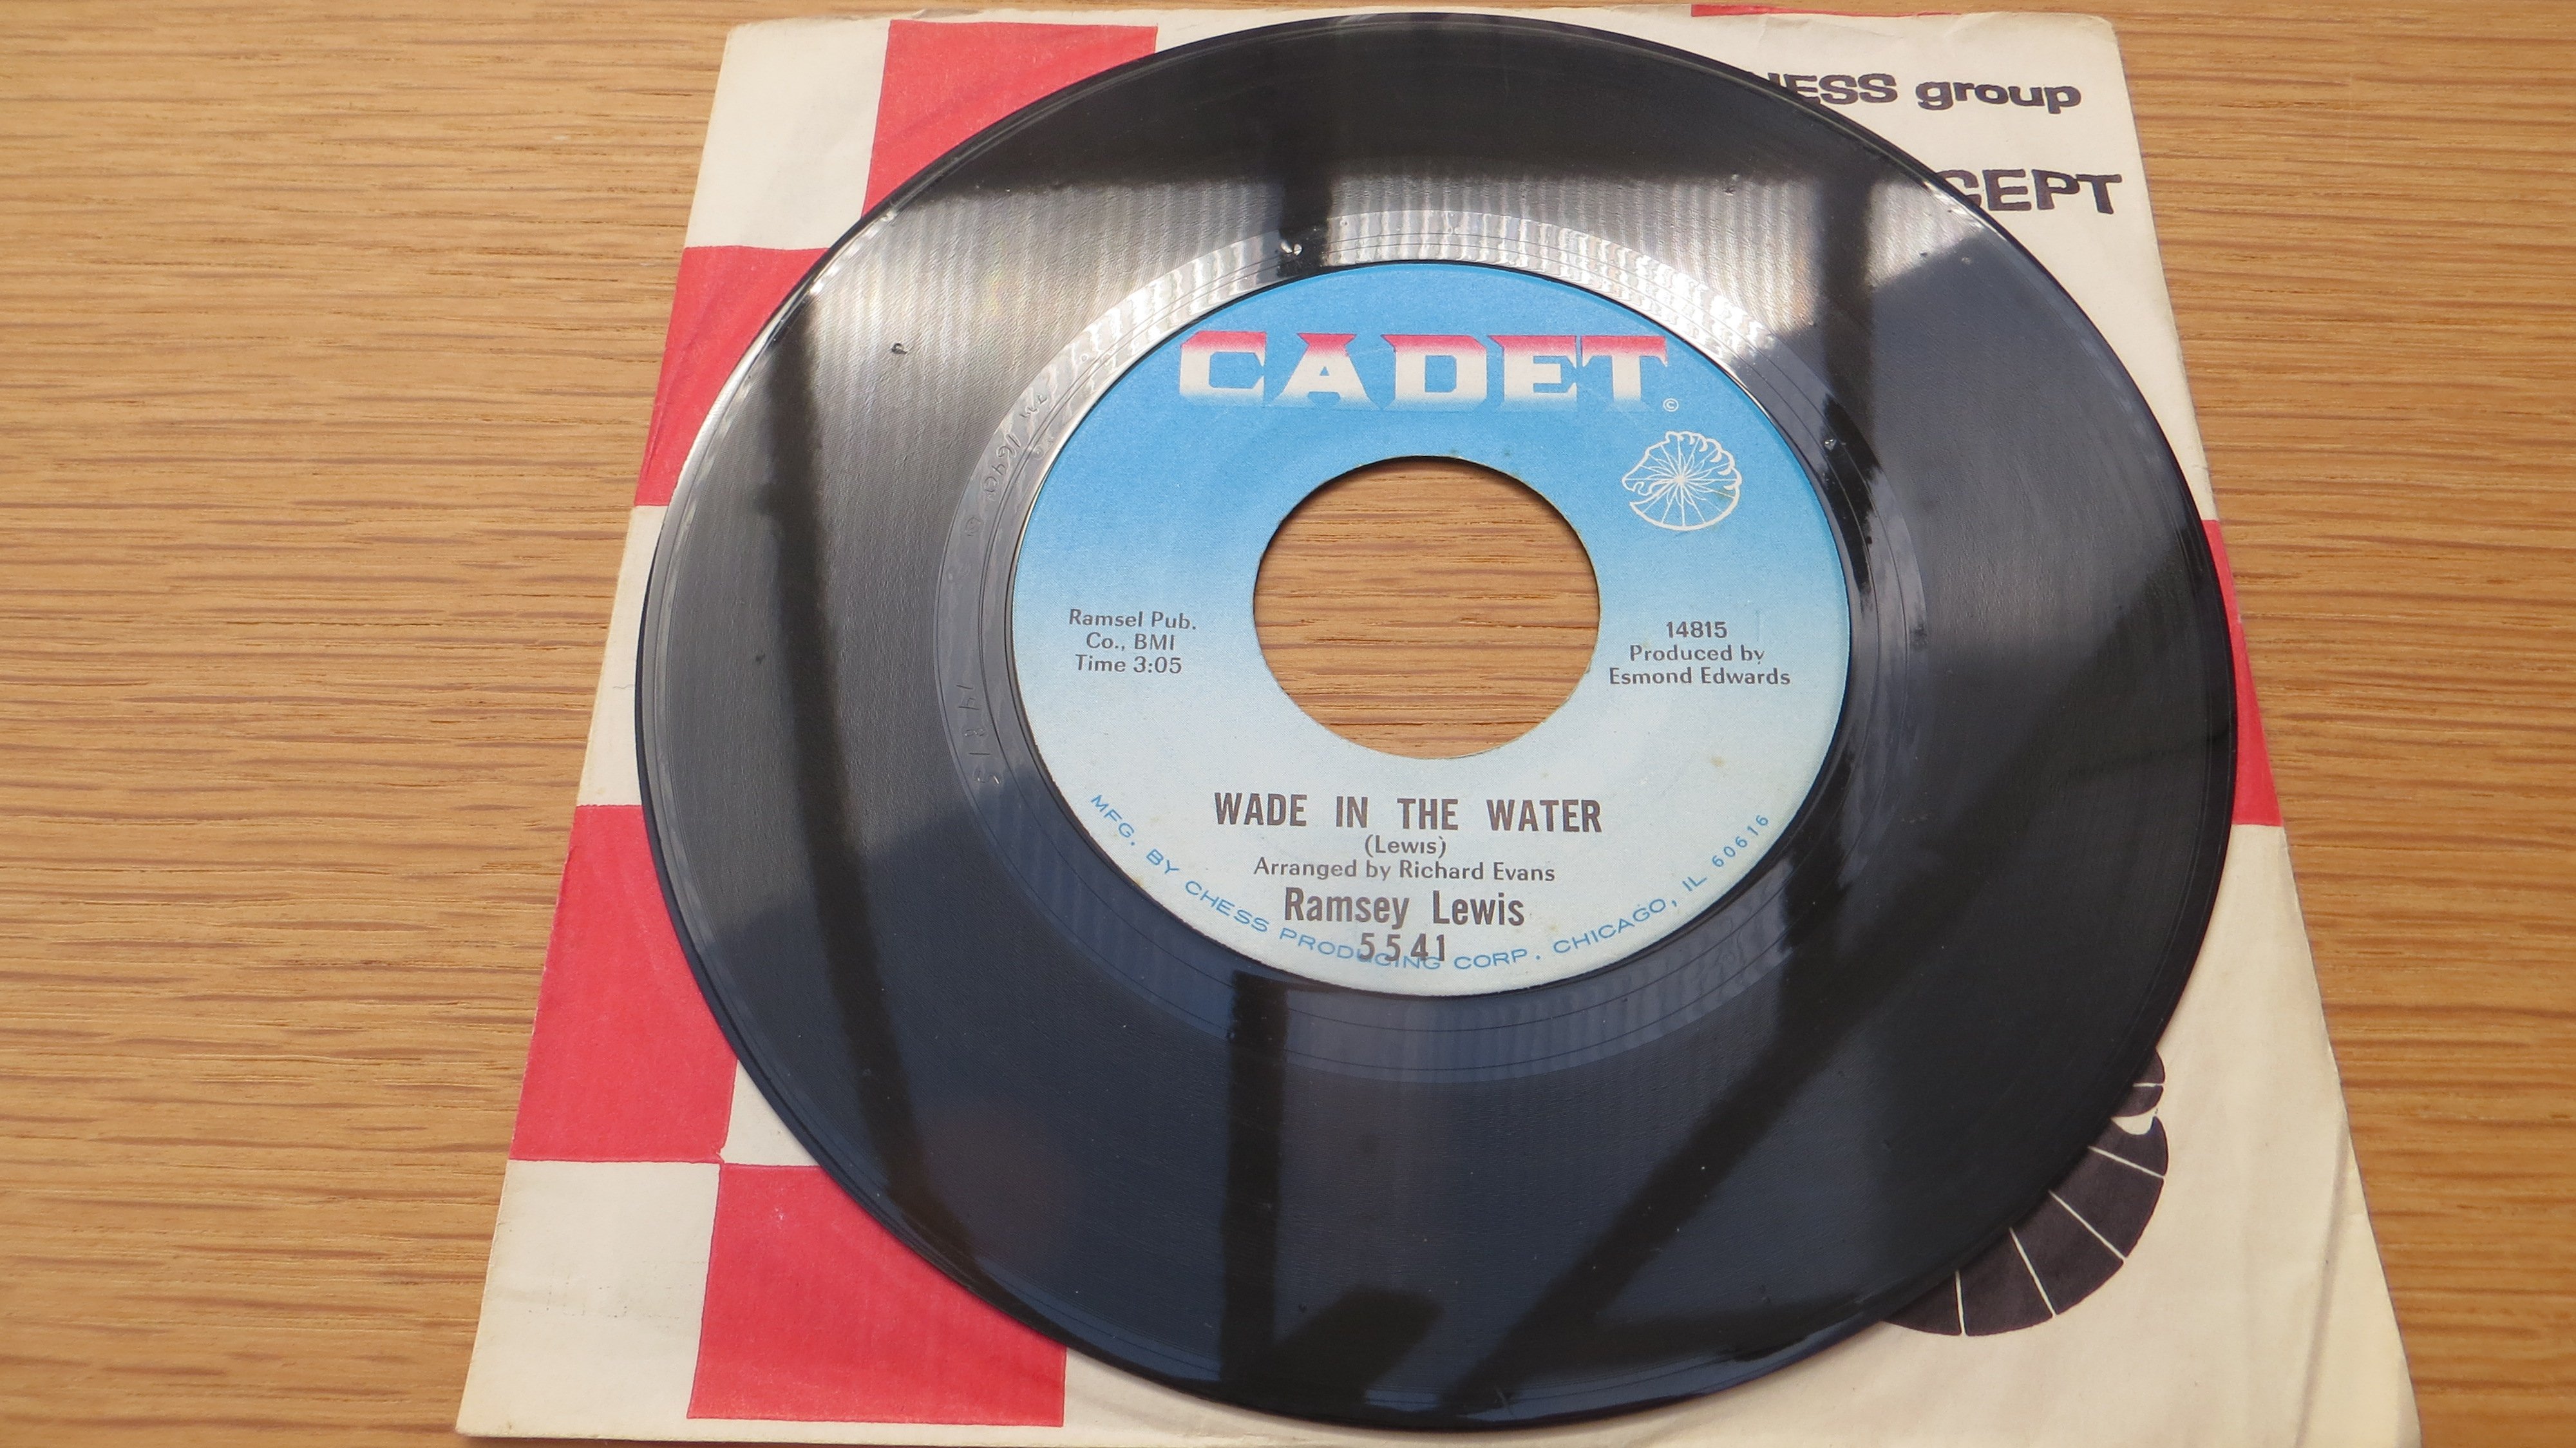 ESS group
CEPT
CADET
©
Ramsel Pub.
Co., BMI
Time 3:05
14815
Produced by
Esmond Edwards
WADE IN THE WATER
(Lewis)
Arranged by Richard Evans
Ramsey Lewis
5541
MFG. BY CHESS PRODUCING CORP. CHICAGO, IL 60616
14815